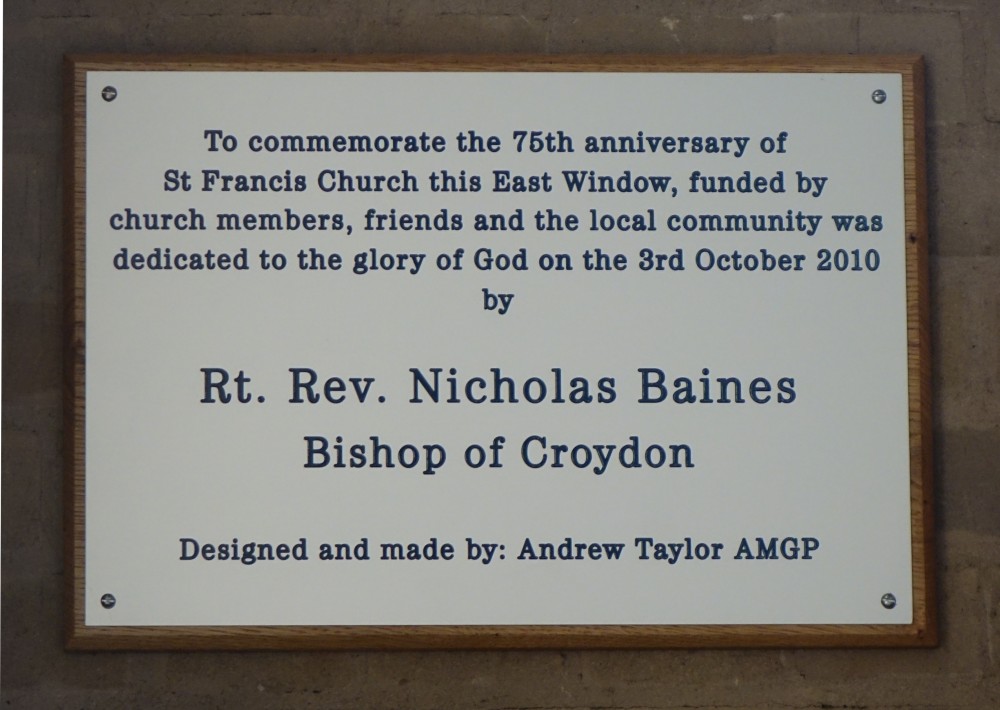 To commemorate the 75th anniversary of
St Francis Church this East Window, funded by
church members, friends and the local community was
dedicated to the glory of God on the 3rd October 2010
by
Rt. Rev. Nicholas Baines
Bishop of Croydon
Designed and made by: Andrew Taylor AMGP